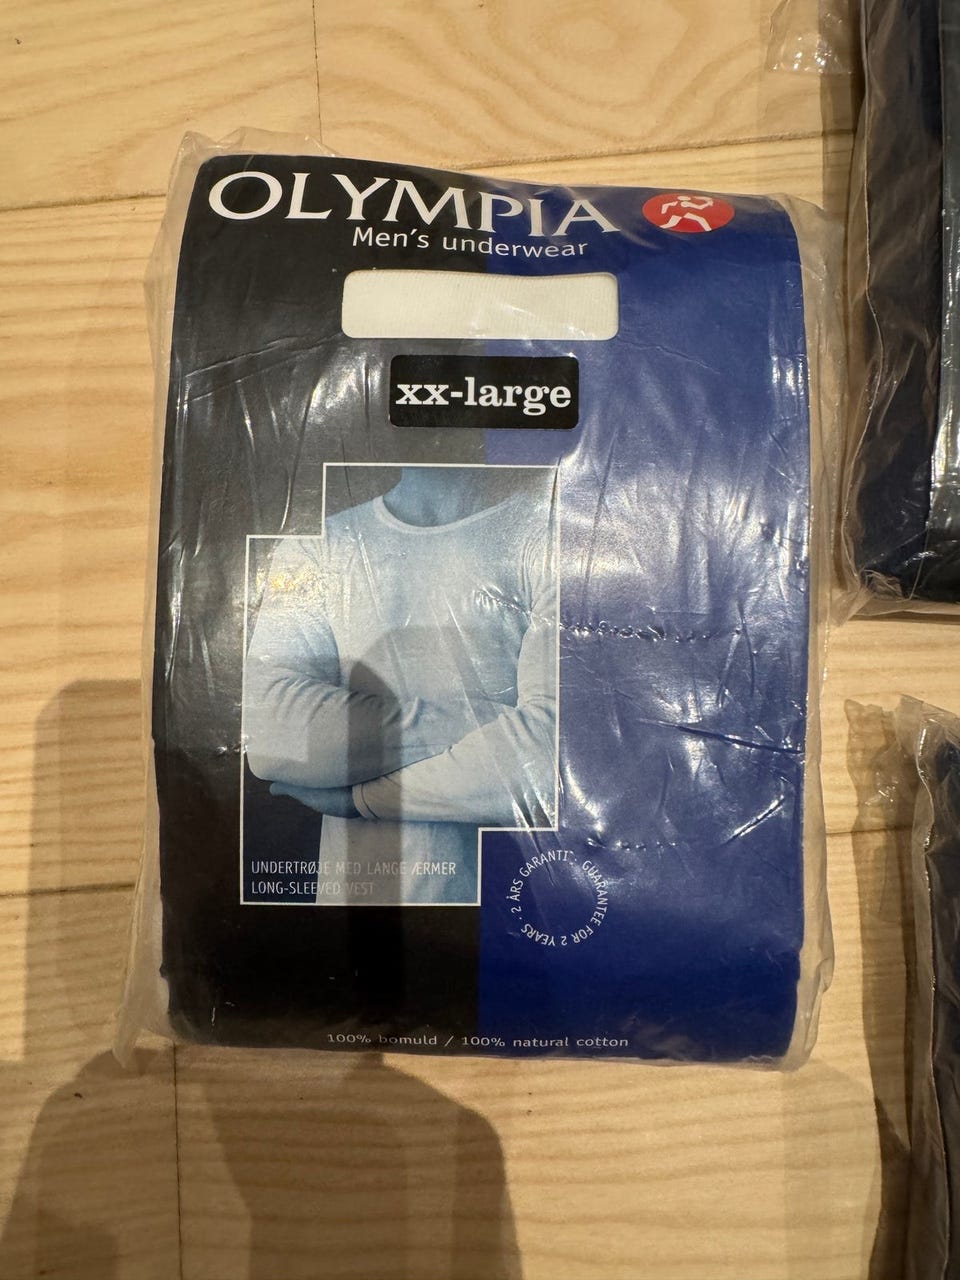 OLYMPIA
Men's underwear
xx-large
UNDERTRØJE MED LANGE ÆRMER
LONG-SLEEVED VEST
2 ÅRS GARANTI · GUARANTEE FOR 2 YEARS ·
100% bomuld / 100% natural cotton